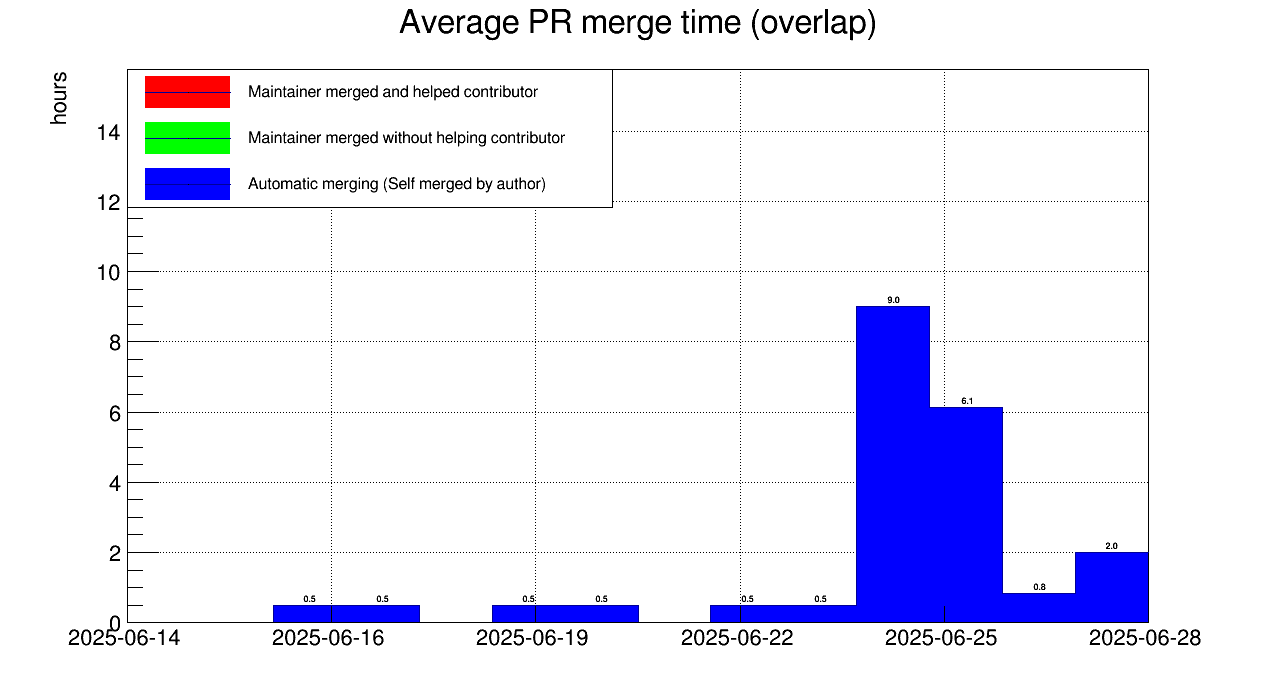 Average PR merge time (overlap)
hours
Maintainer merged and helped contributor
Maintainer merged without helping contributor
Automatic merging (Self merged by author)
14
12
10
8
6
4
2
0
9.0
6.1
0.5 0.5 0.5 0.5 0.5 0.5 0.8 2.0
2025-06-14 2025-06-16 2025-06-19 2025-06-22 2025-06-25 2025-06-28